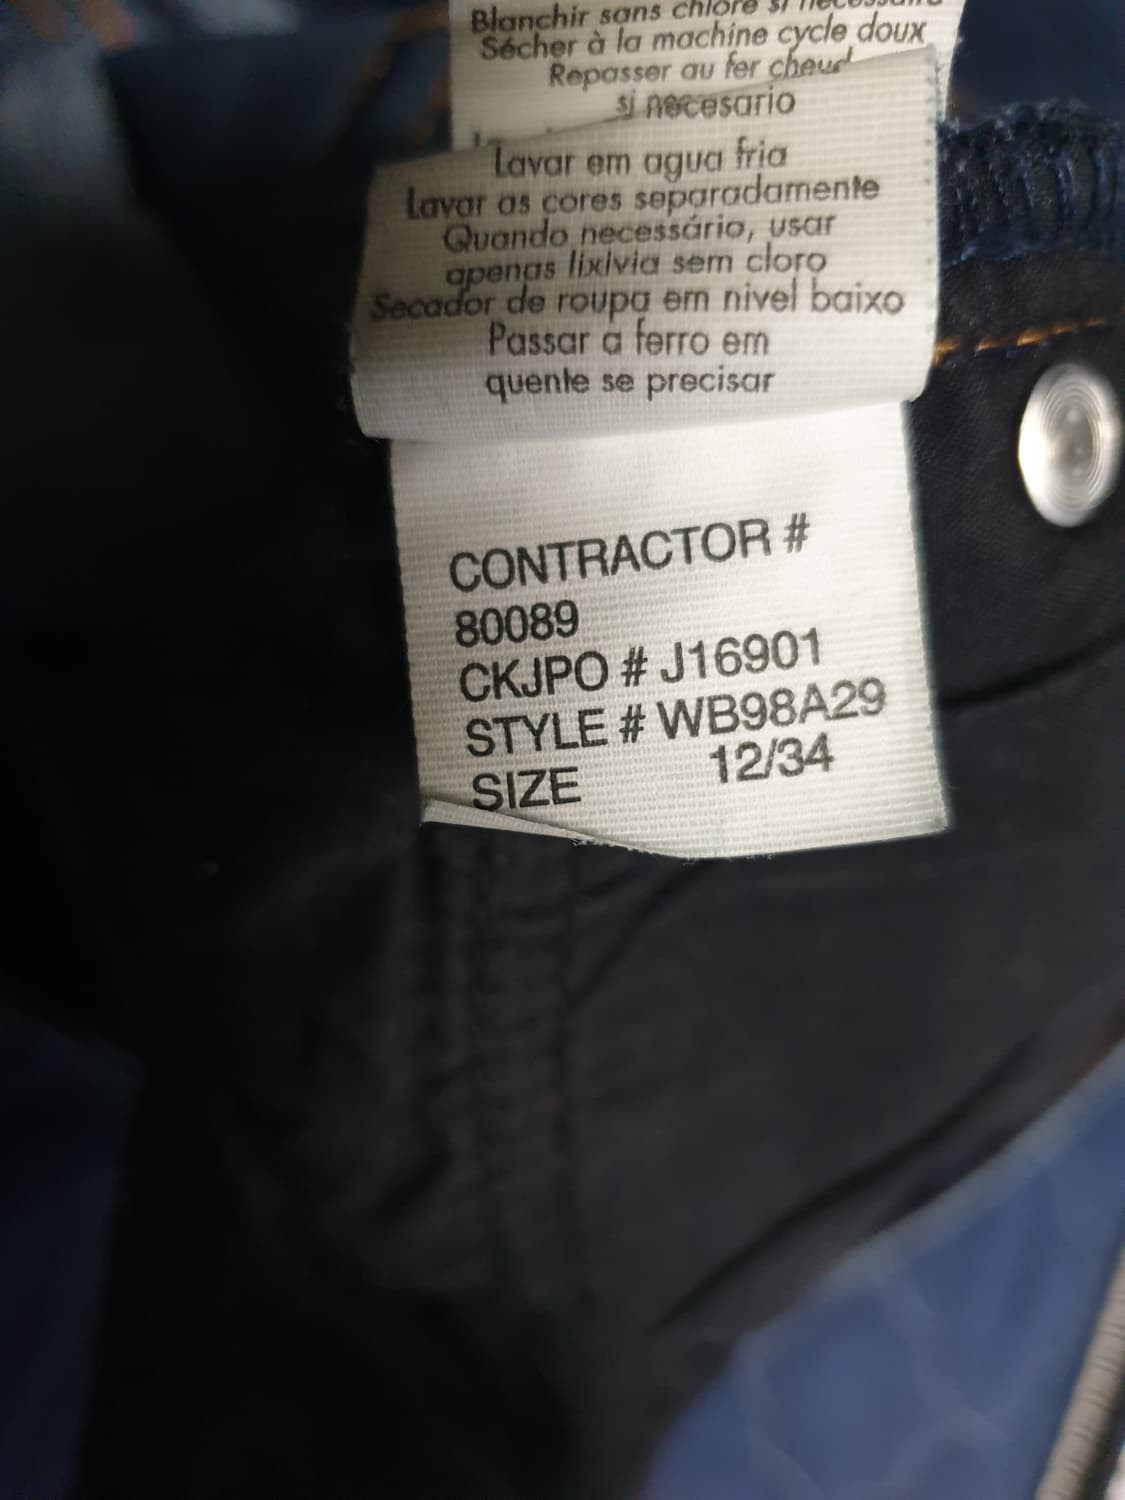 Blanchir sans chlore si nécessaire
Sécher à la machine cycle doux
Repasser au fer chaud
si necesario
Lavar em agua fria
Lavar as cores separadamente
Quando necessário, usar
apenas lixivia sem cloro
Secador de roupa em nivel baixo
Passar a ferro em
quente se precisar
CONTRACTOR #
80089
CKJPO # J16901
STYLE # WB98A29
SIZE 12/34